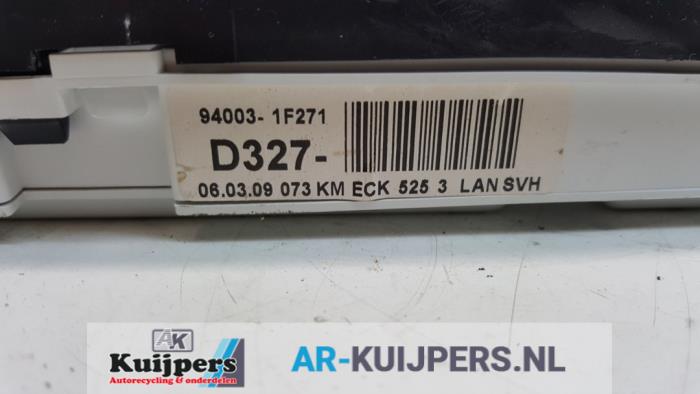 94003- 1F271
D327-
06.03.09 073 KM ECK 525 3 LAN SVH
AK
Kuijpers
Autorecycling & onderdelen
AR-KUIJPERS.NL